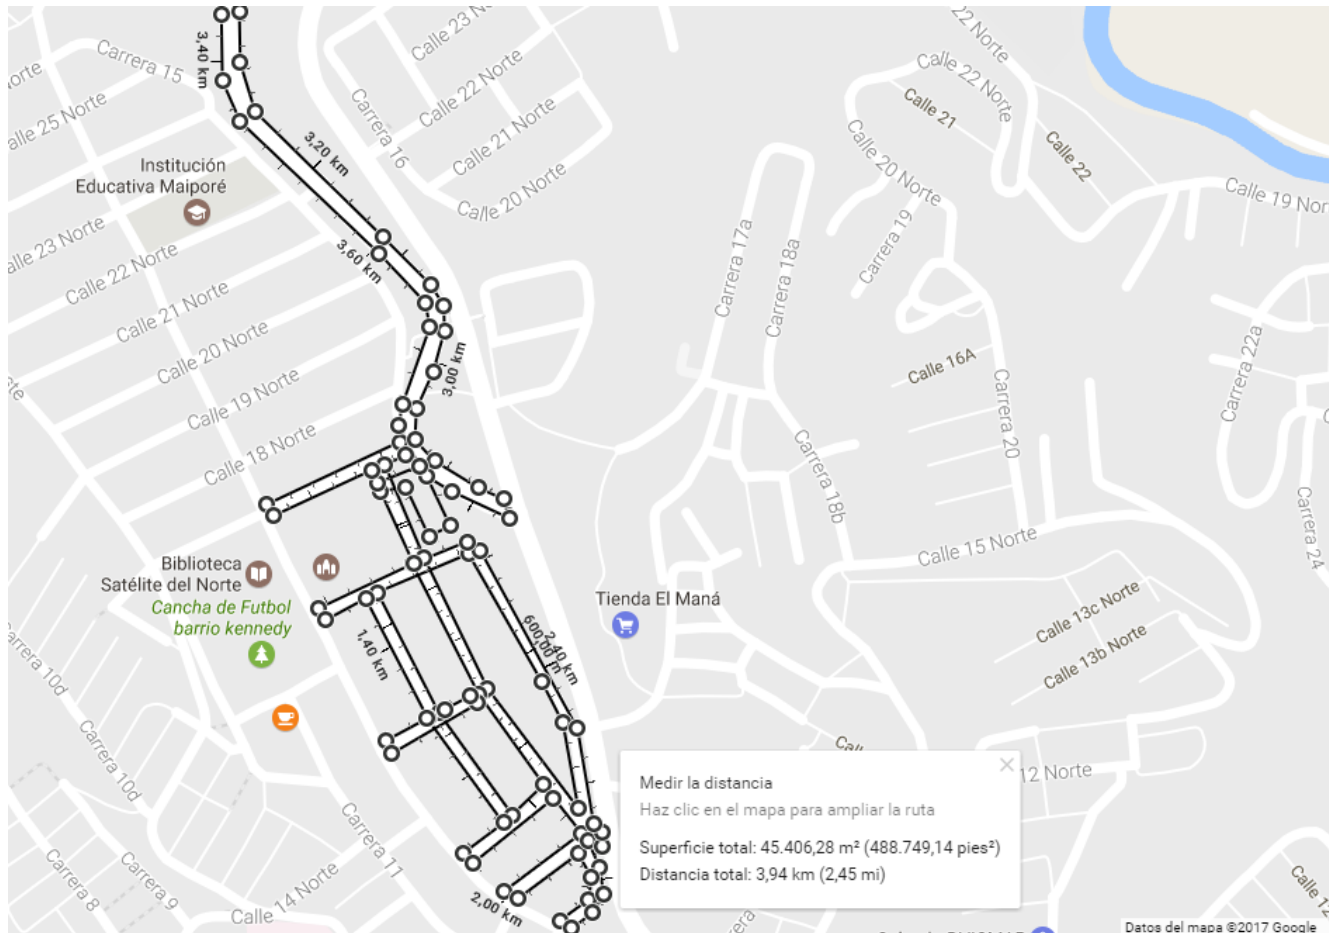 3,40 km
Carrera 15
Calle 23 N
22 Norte
Calle 22 Norte
Calle 22 Norte
orte
Calle 25 Norte
Carrera 16
3,20 km
Calle 21 Norte
Calle 21
Calle 22
Institución
Educativa Maiporé
Calle 20 Norte
Calle 20 Norte
Calle 19 Nor
alle 23 Norte
Calle 22 Norte
3,60 km
Carrera 17a
Carrera 18a
Carrera 19
Calle 21 Norte
Calle 20 Norte
3,00 km
Calle 16A
Carrera 22a
Calle 19 Norte
Carrera 20
Calle 18 Norte
Carrera 18b
Carrera 24
Calle 15 Norte
Biblioteca
Satélite del Norte
Cancha de Futbol
barrio kennedy
Tienda El Maná
Calle 13c Norte
Calle 13b Norte
600,00 m
2,40 km
1,40 km
Carrera 10d
Carrera 10d
Carrera 11
Medir la distancia
Haz clic en el mapa para ampliar la ruta
Superficie total: 45.406,28 m² (488.749,14 pies²)
Distancia total: 3,94 km (2,45 mi)
12 Norte
Carrera 8
Carrera 9
Calle 14 Norte
2,00 km
Calle 12
Datos del mapa ©2017 Google